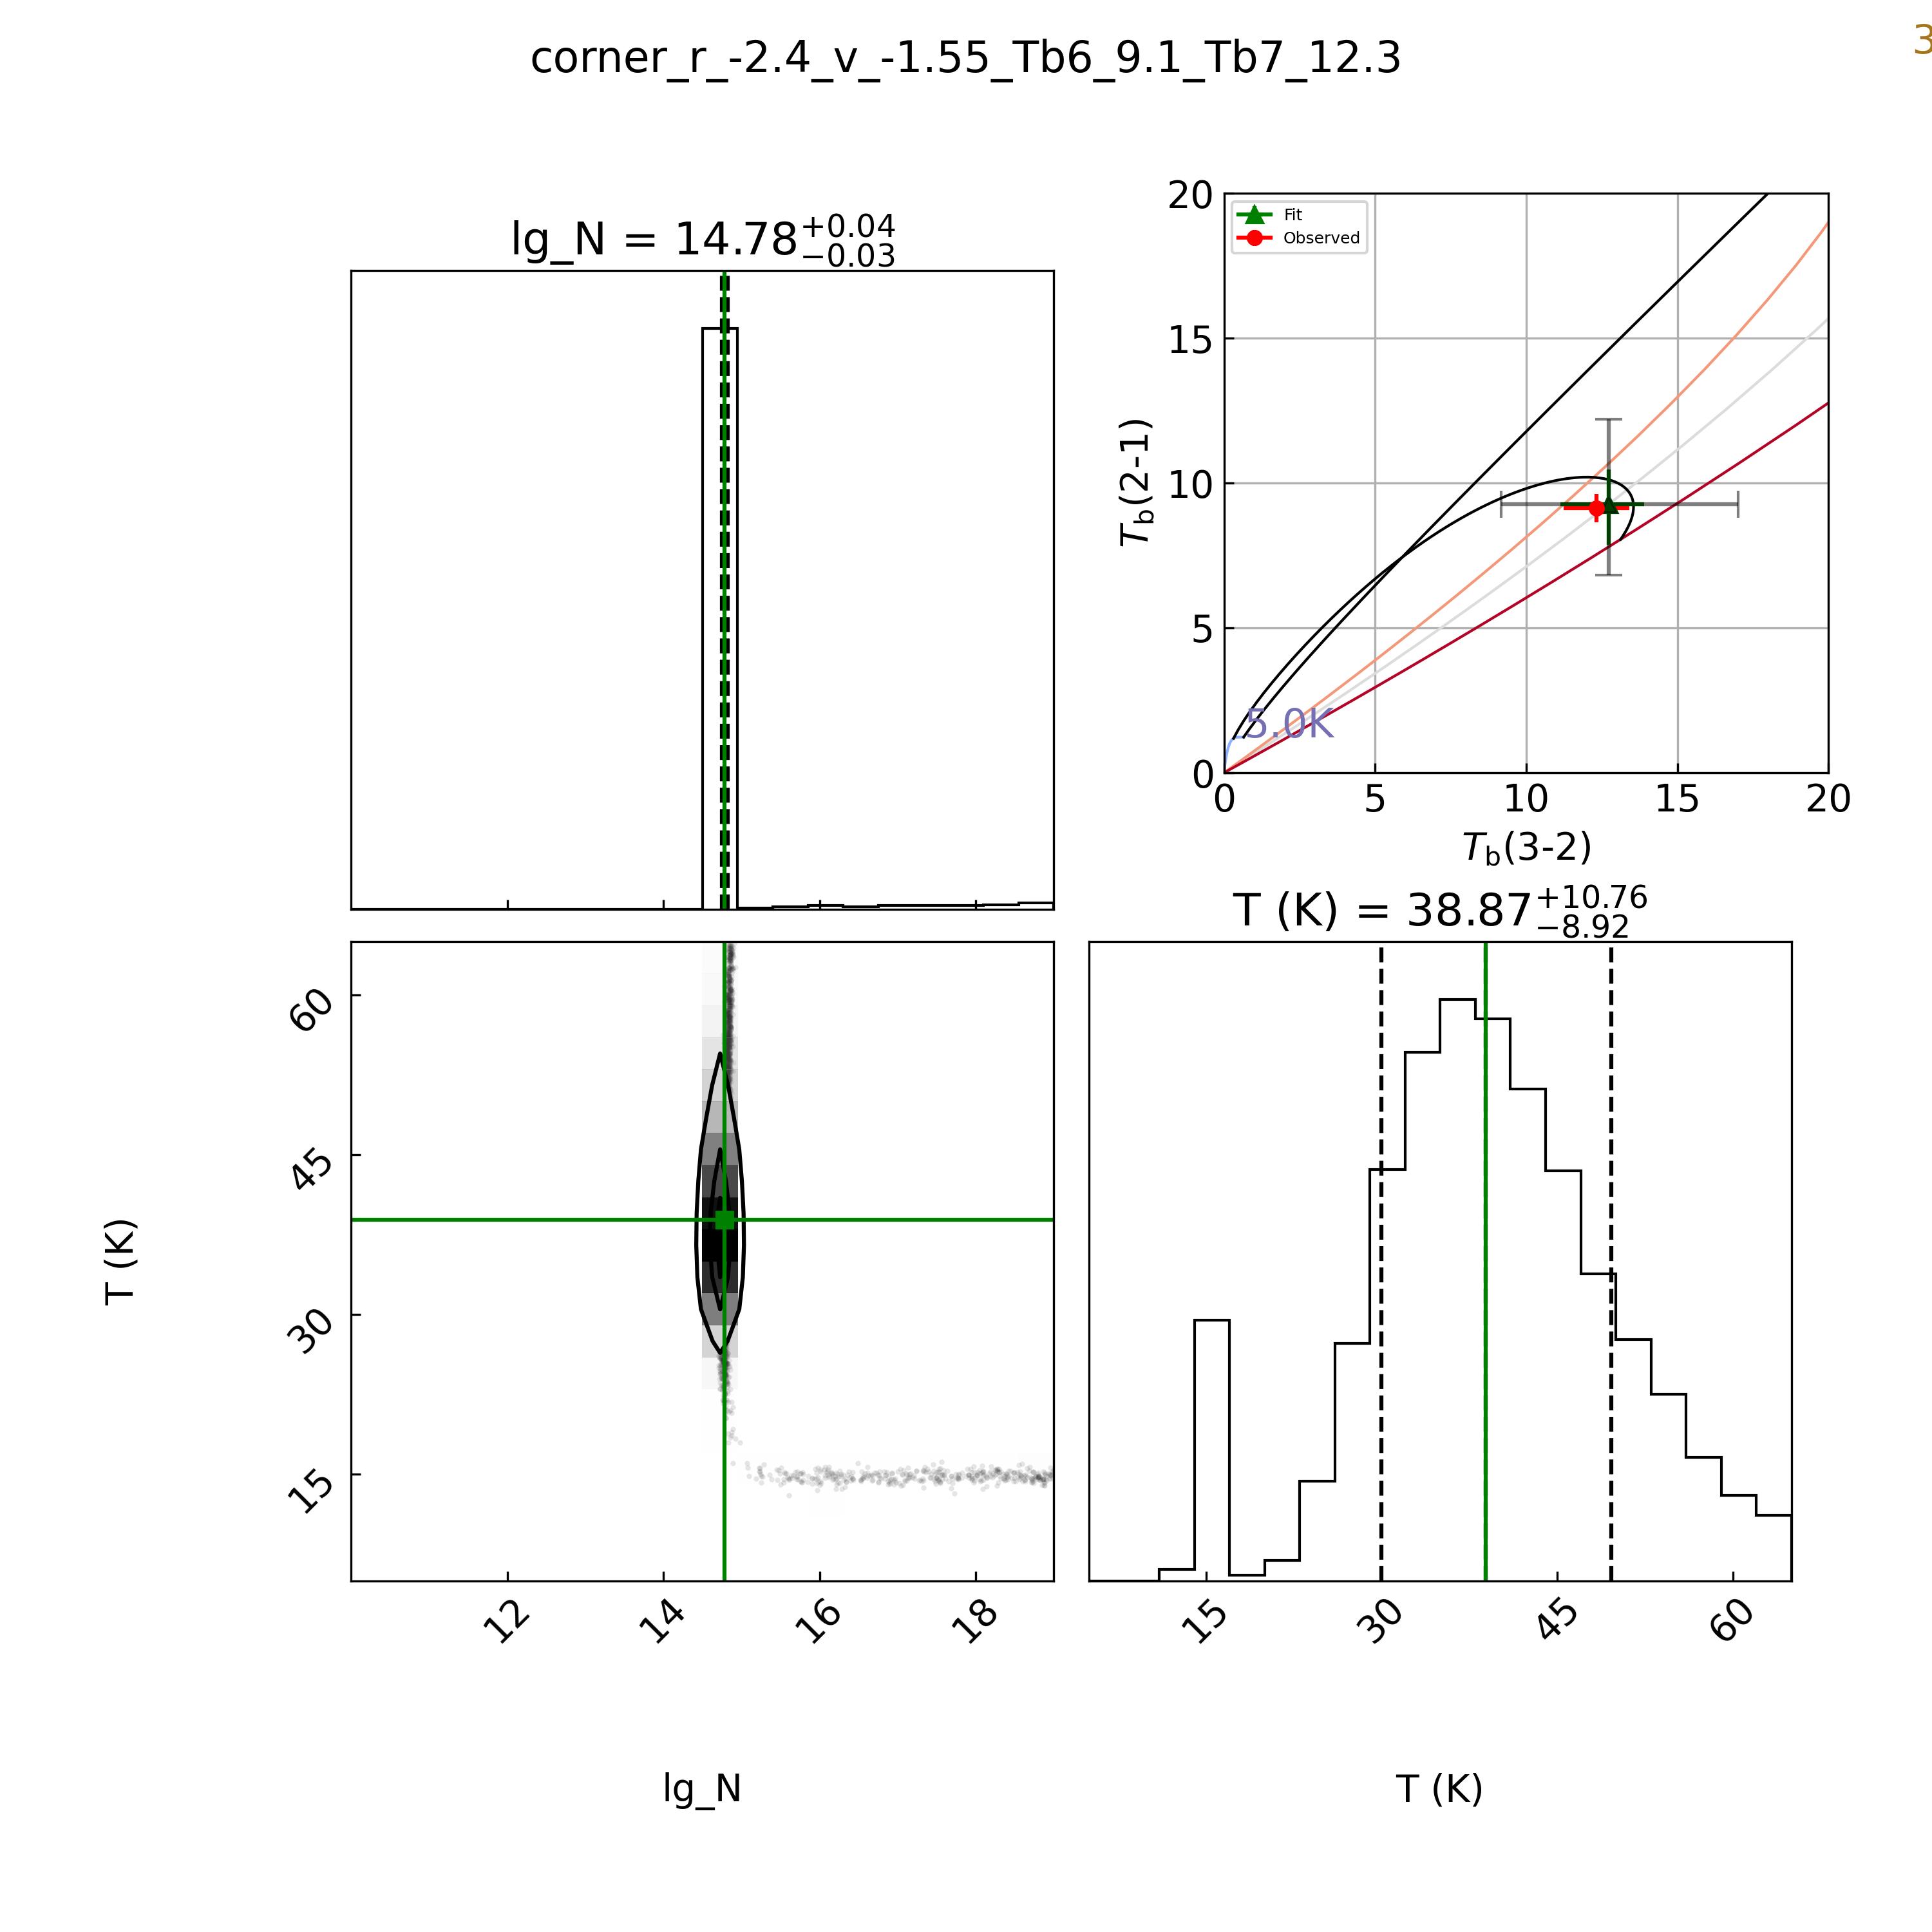 corner_r_-2.4_v_-1.55_Tb6_9.1_Tb7_12.3
3
lg_N = 14.78+0.04−0.03
20
15
10
5
0
Fit
Observed
Tb(2-1)
5.0K
0 5 10 15 20
Tb(3-2)
T (K) = 38.87+10.76−8.92
60
45
30
15
T (K)
12 14 16 18
15 30 45 60
lg_N
T (K)